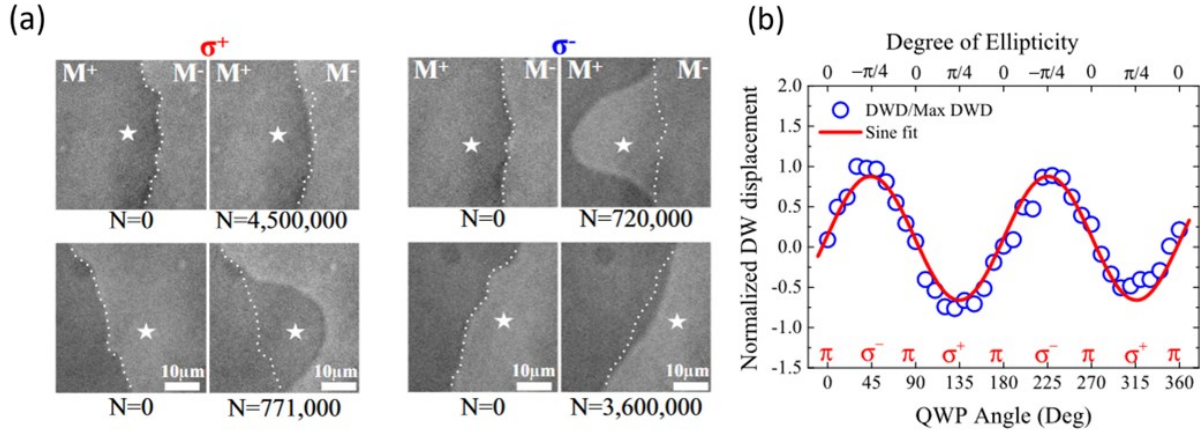 (a)
σ+
σ-
M+ M- M+ M-
M+ M- M+ M-
N=0 N=4,500,000
N=0 N=720,000
10μm 10μm
10μm 10μm
N=0 N=771,000
N=0 N=3,600,000
(b)
Degree of Ellipticity
0 −π/4 0 π/4 0 −π/4 0 π/4 0
2.0
1.5
1.0
0.5
0.0
-0.5
-1.0
-1.5
Normalized DW displacement
DWD/Max DWD
Sine fit
π σ- π σ+ π σ- π σ+ π
0 45 90 135 180 225 270 315 360
QWP Angle (Deg)